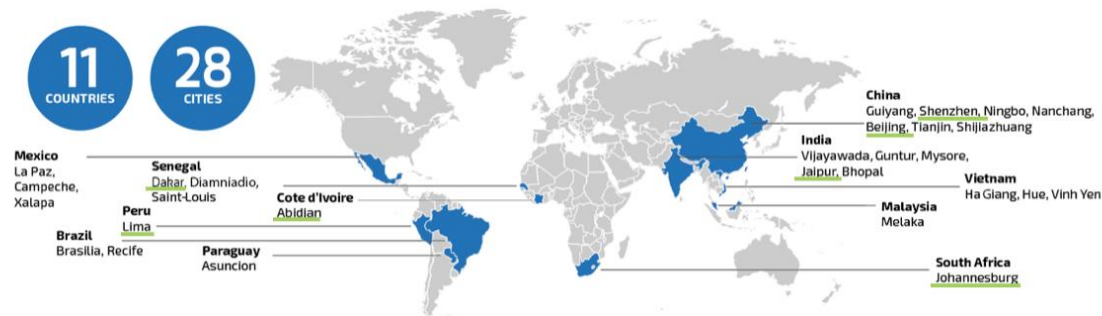 11
COUNTRIES
28
CITIES
Mexico
La Paz,
Campeche,
Xalapa
Senegal
Dakar, Diamniadio,
Saint-Louis
Peru
Lima
Brazil
Brasilia, Recife
Paraguay
Asuncion
Cote d'Ivoire
Abidian
China
Guiyang, Shenzhen, Ningbo, Nanchang,
Beijing, Tianjin, Shijiazhuang
India
Vijayawada, Guntur, Mysore,
Jaipur, Bhopal
Vietnam
Ha Giang, Hue, Vinh Yen
Malaysia
Melaka
South Africa
Johannesburg